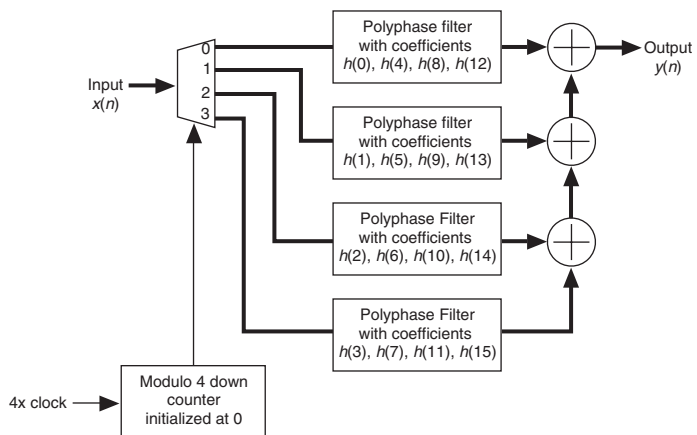 Input
x(n)
0
1
2
3
Polyphase filter
with coefficients
h(0), h(4), h(8), h(12)
Output
y(n)
Polyphase filter
with coefficients
h(1), h(5), h(9), h(13)
Polyphase Filter
with coefficients
h(2), h(6), h(10), h(14)
Polyphase Filter
with coefficients
h(3), h(7), h(11), h(15)
4x clock
Modulo 4 down
counter
initialized at 0